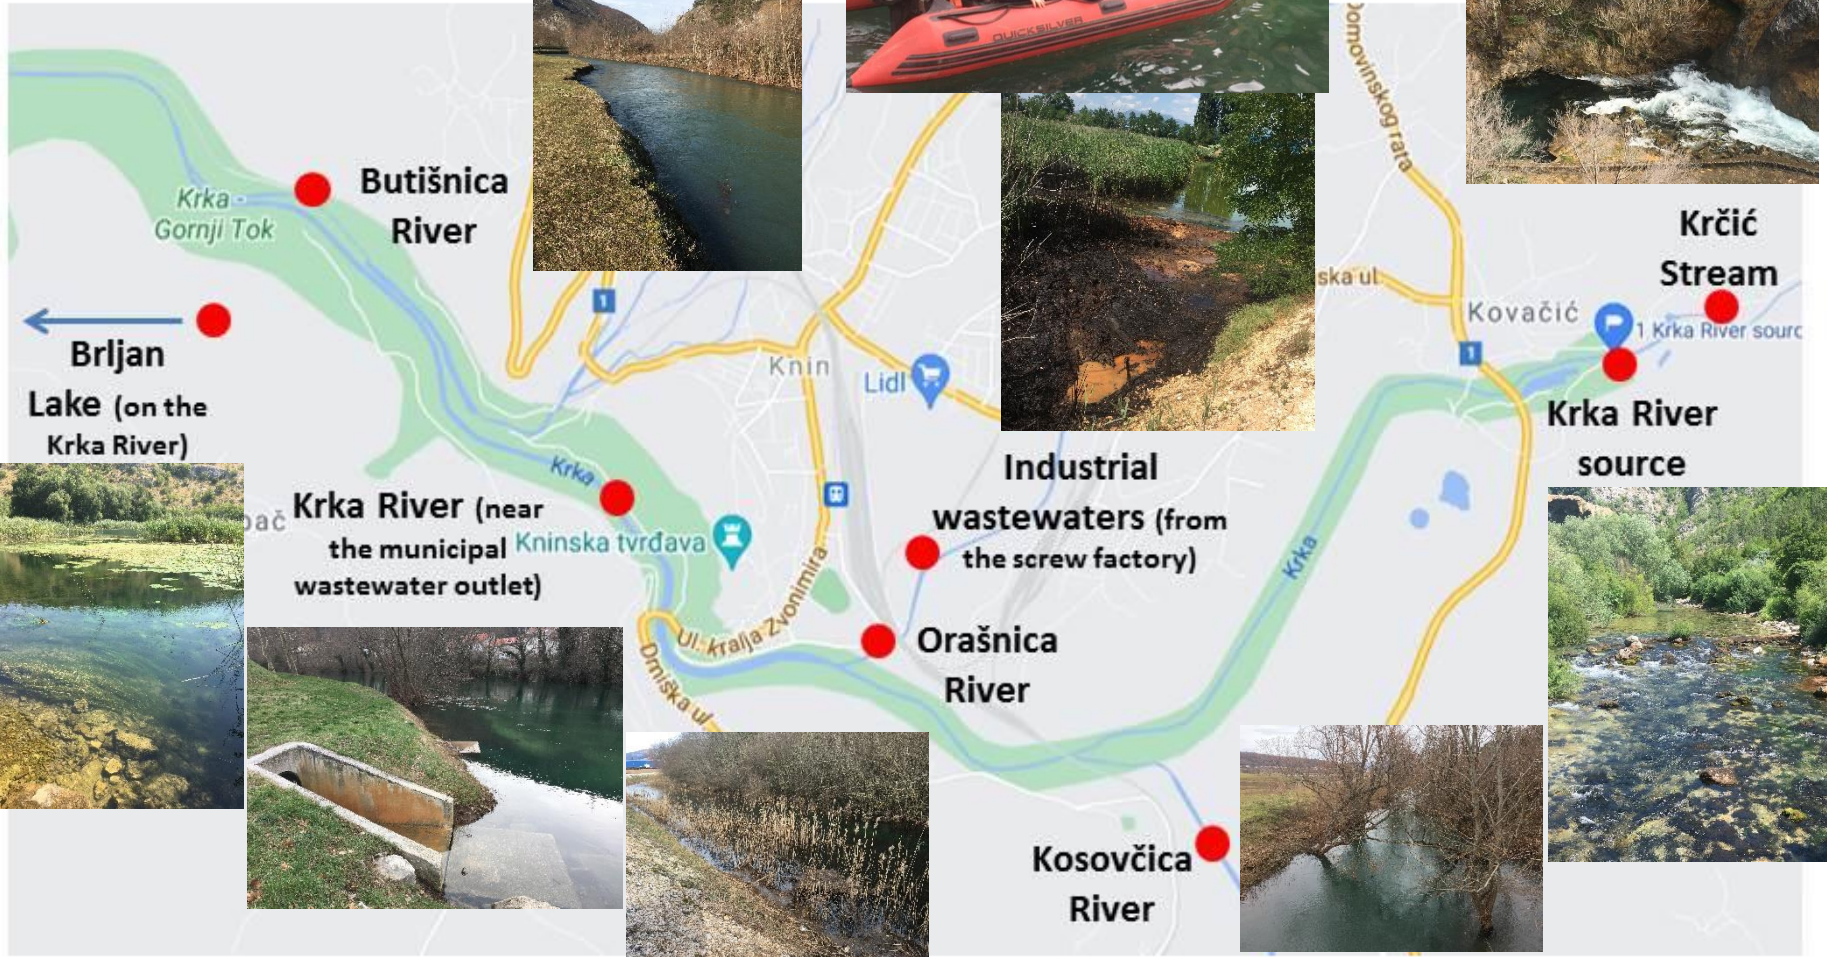 QUICKSILVER
Domovinskog rata
Butišnica
River
Krka -
Gornji Tok
Krčić
Stream
ska ul.
1
Kovačić
1 Krka River sourc
1
Brljan
Lake (on the
Krka River)
Knin
Lidl
Krka River
source
Krka
Industrial
wastewaters (from
the screw factory)
pač
Krka River (near
the municipal
wastewater outlet)
Kninska tvrđava
Krka
Ul. kralja Zvonimira
Drniška ul
Orašnica
River
Kosovčica
River